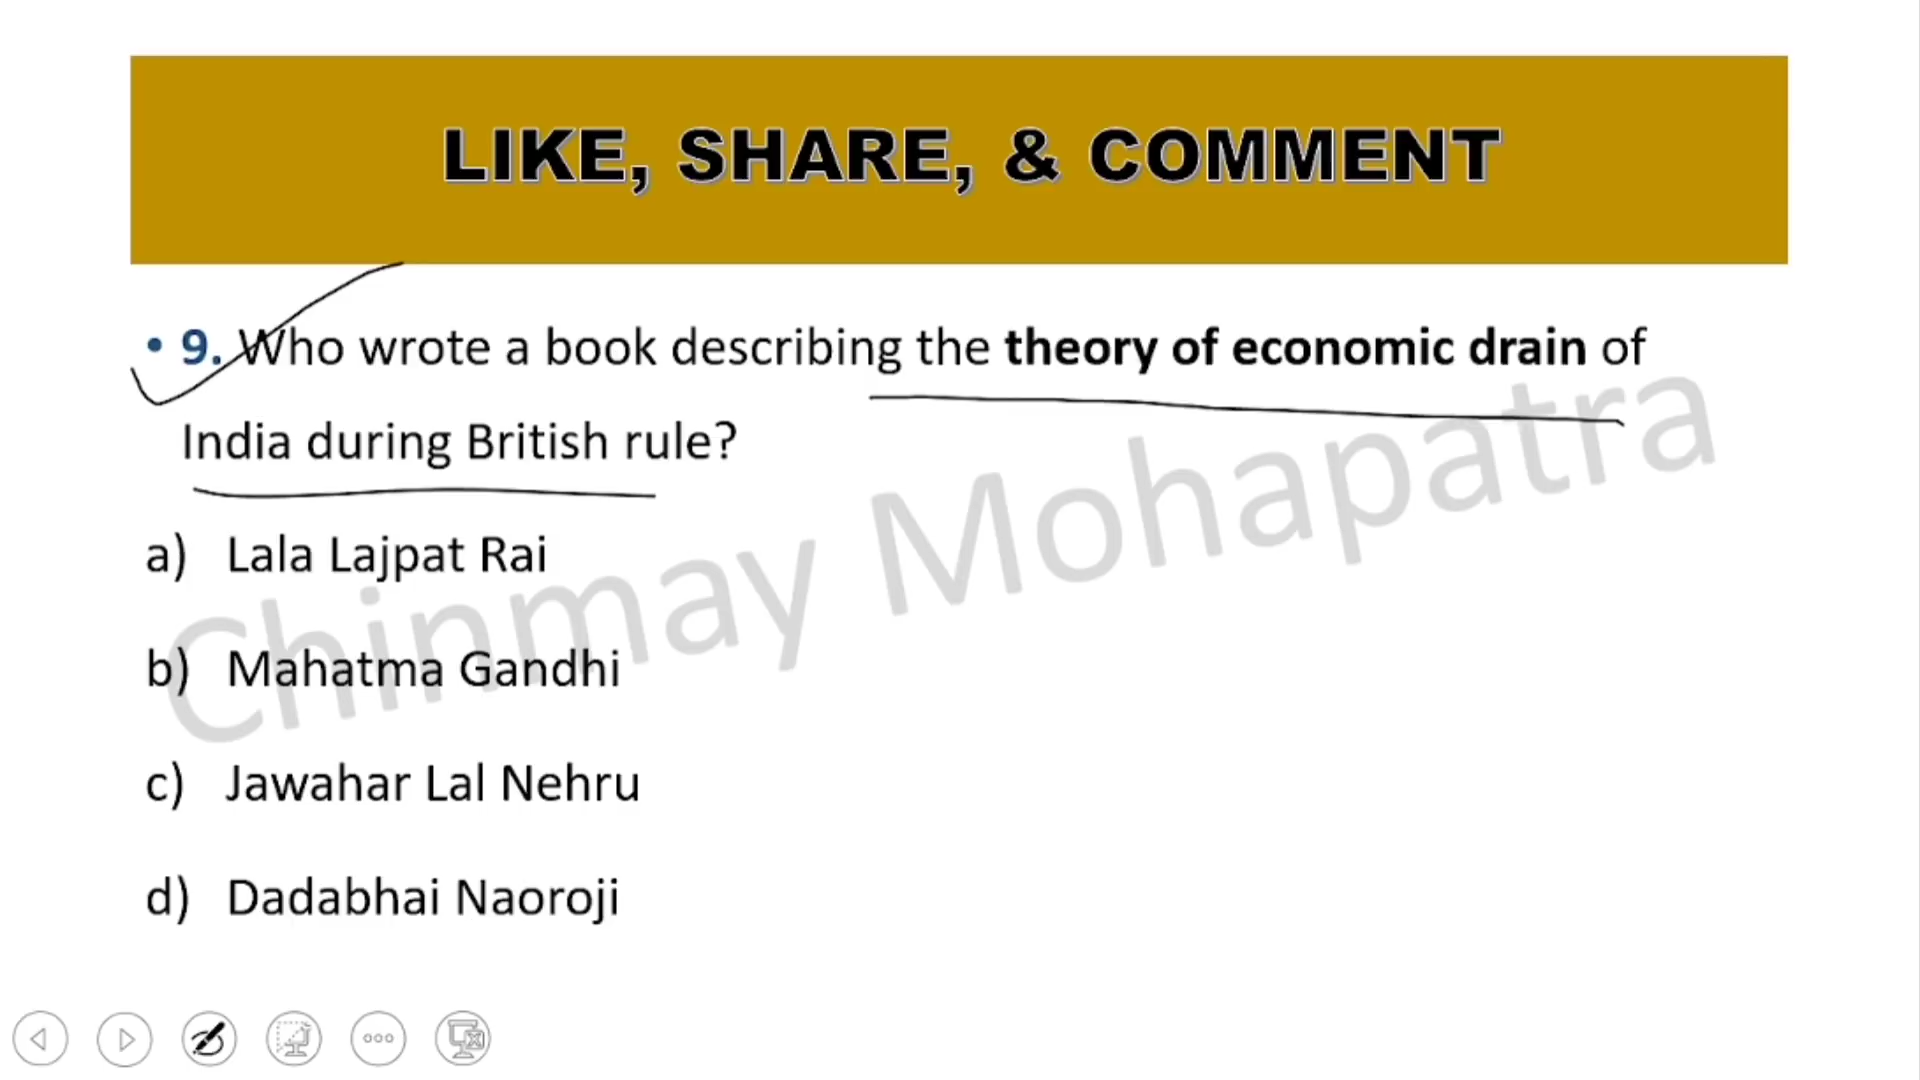 LIKE, SHARE, & COMMENT
• 9. Who wrote a book describing the theory of economic drain of
India during British rule?
a) Lala Lajpat Rai
b) Mahatma Gandhi
c) Jawahar Lal Nehru
d) Dadabhai Naoroji
Chinmay Mohapatra